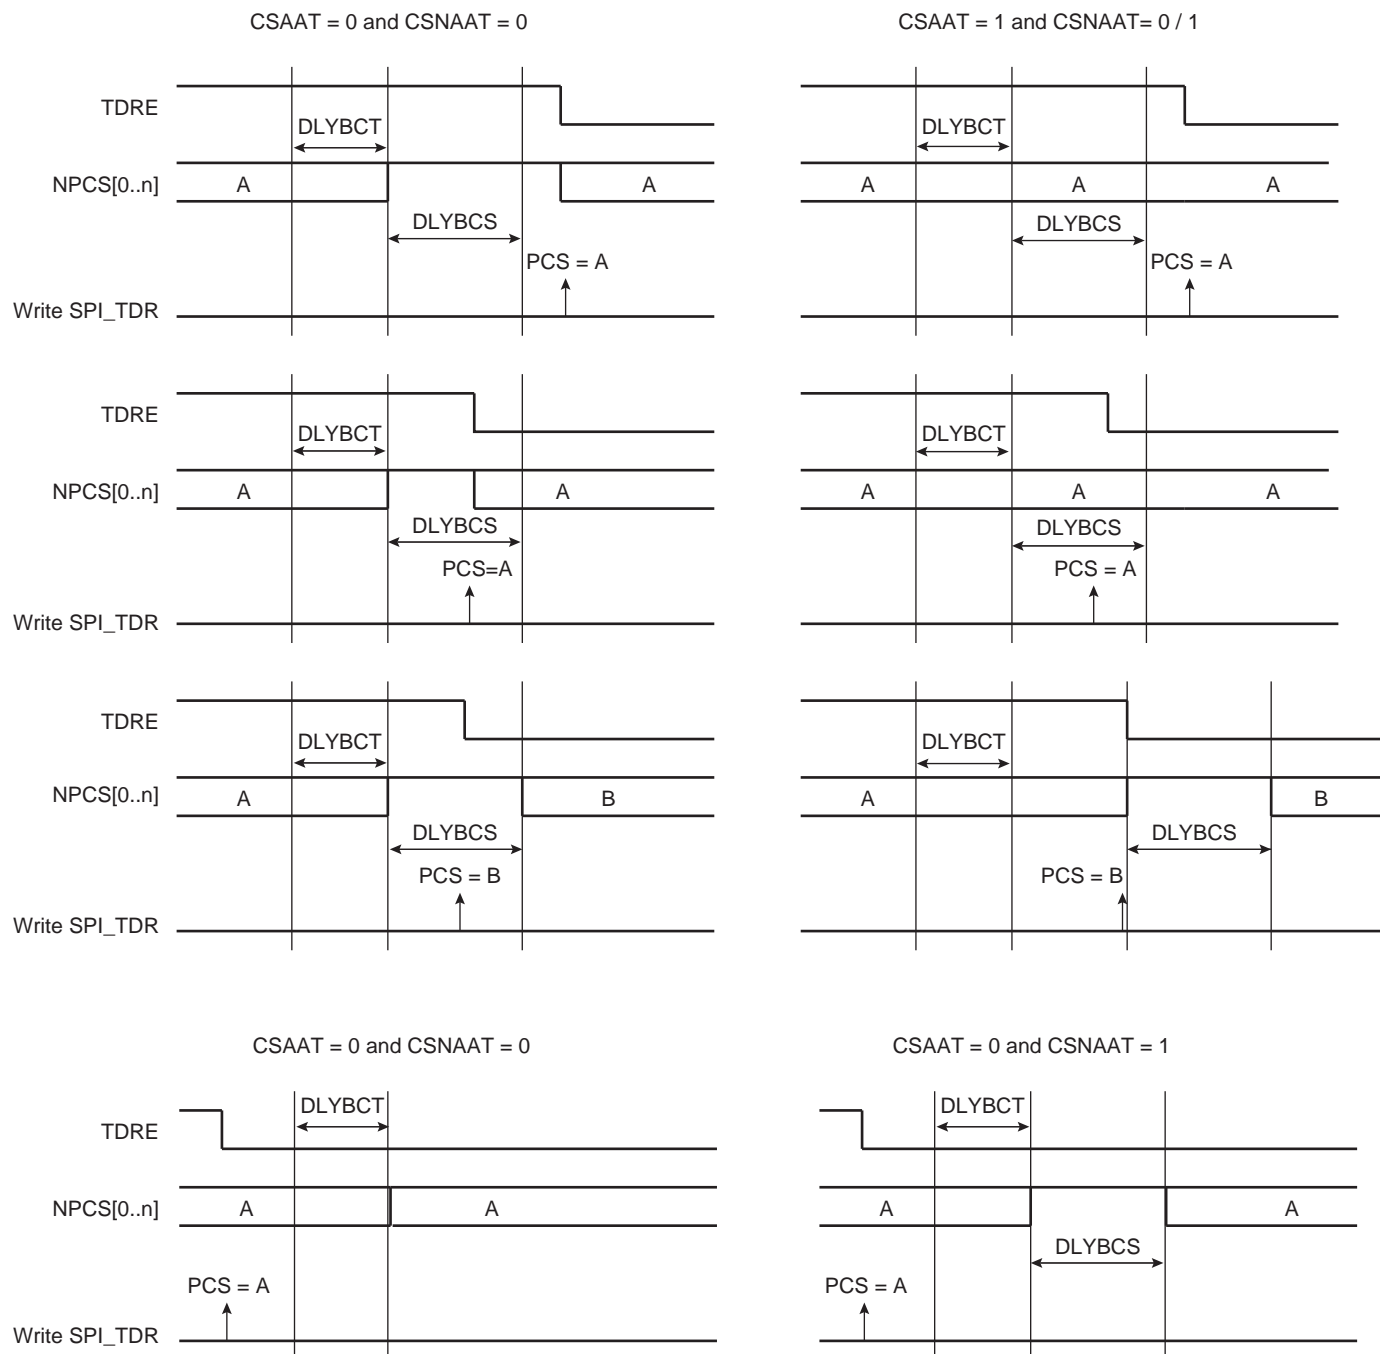 CSAAT = 0 and CSNAAT = 0
CSAAT = 1 and CSNAAT= 0 / 1
TDRE
DLYBCT
DLYBCT
NPCS[0..n]
A
A
A
A
A
DLYBCS
DLYBCS
PCS = A
PCS = A
Write SPI_TDR
TDRE
DLYBCT
DLYBCT
NPCS[0..n]
A
A
A
A
A
DLYBCS
DLYBCS
PCS=A
PCS = A
Write SPI_TDR
TDRE
DLYBCT
DLYBCT
NPCS[0..n]
A
B
A
B
DLYBCS
DLYBCS
PCS = B
PCS = B
Write SPI_TDR
CSAAT = 0 and CSNAAT = 0
CSAAT = 0 and CSNAAT = 1
DLYBCT
DLYBCT
TDRE
NPCS[0..n]
A
A
A
A
DLYBCS
PCS = A
PCS = A
Write SPI_TDR